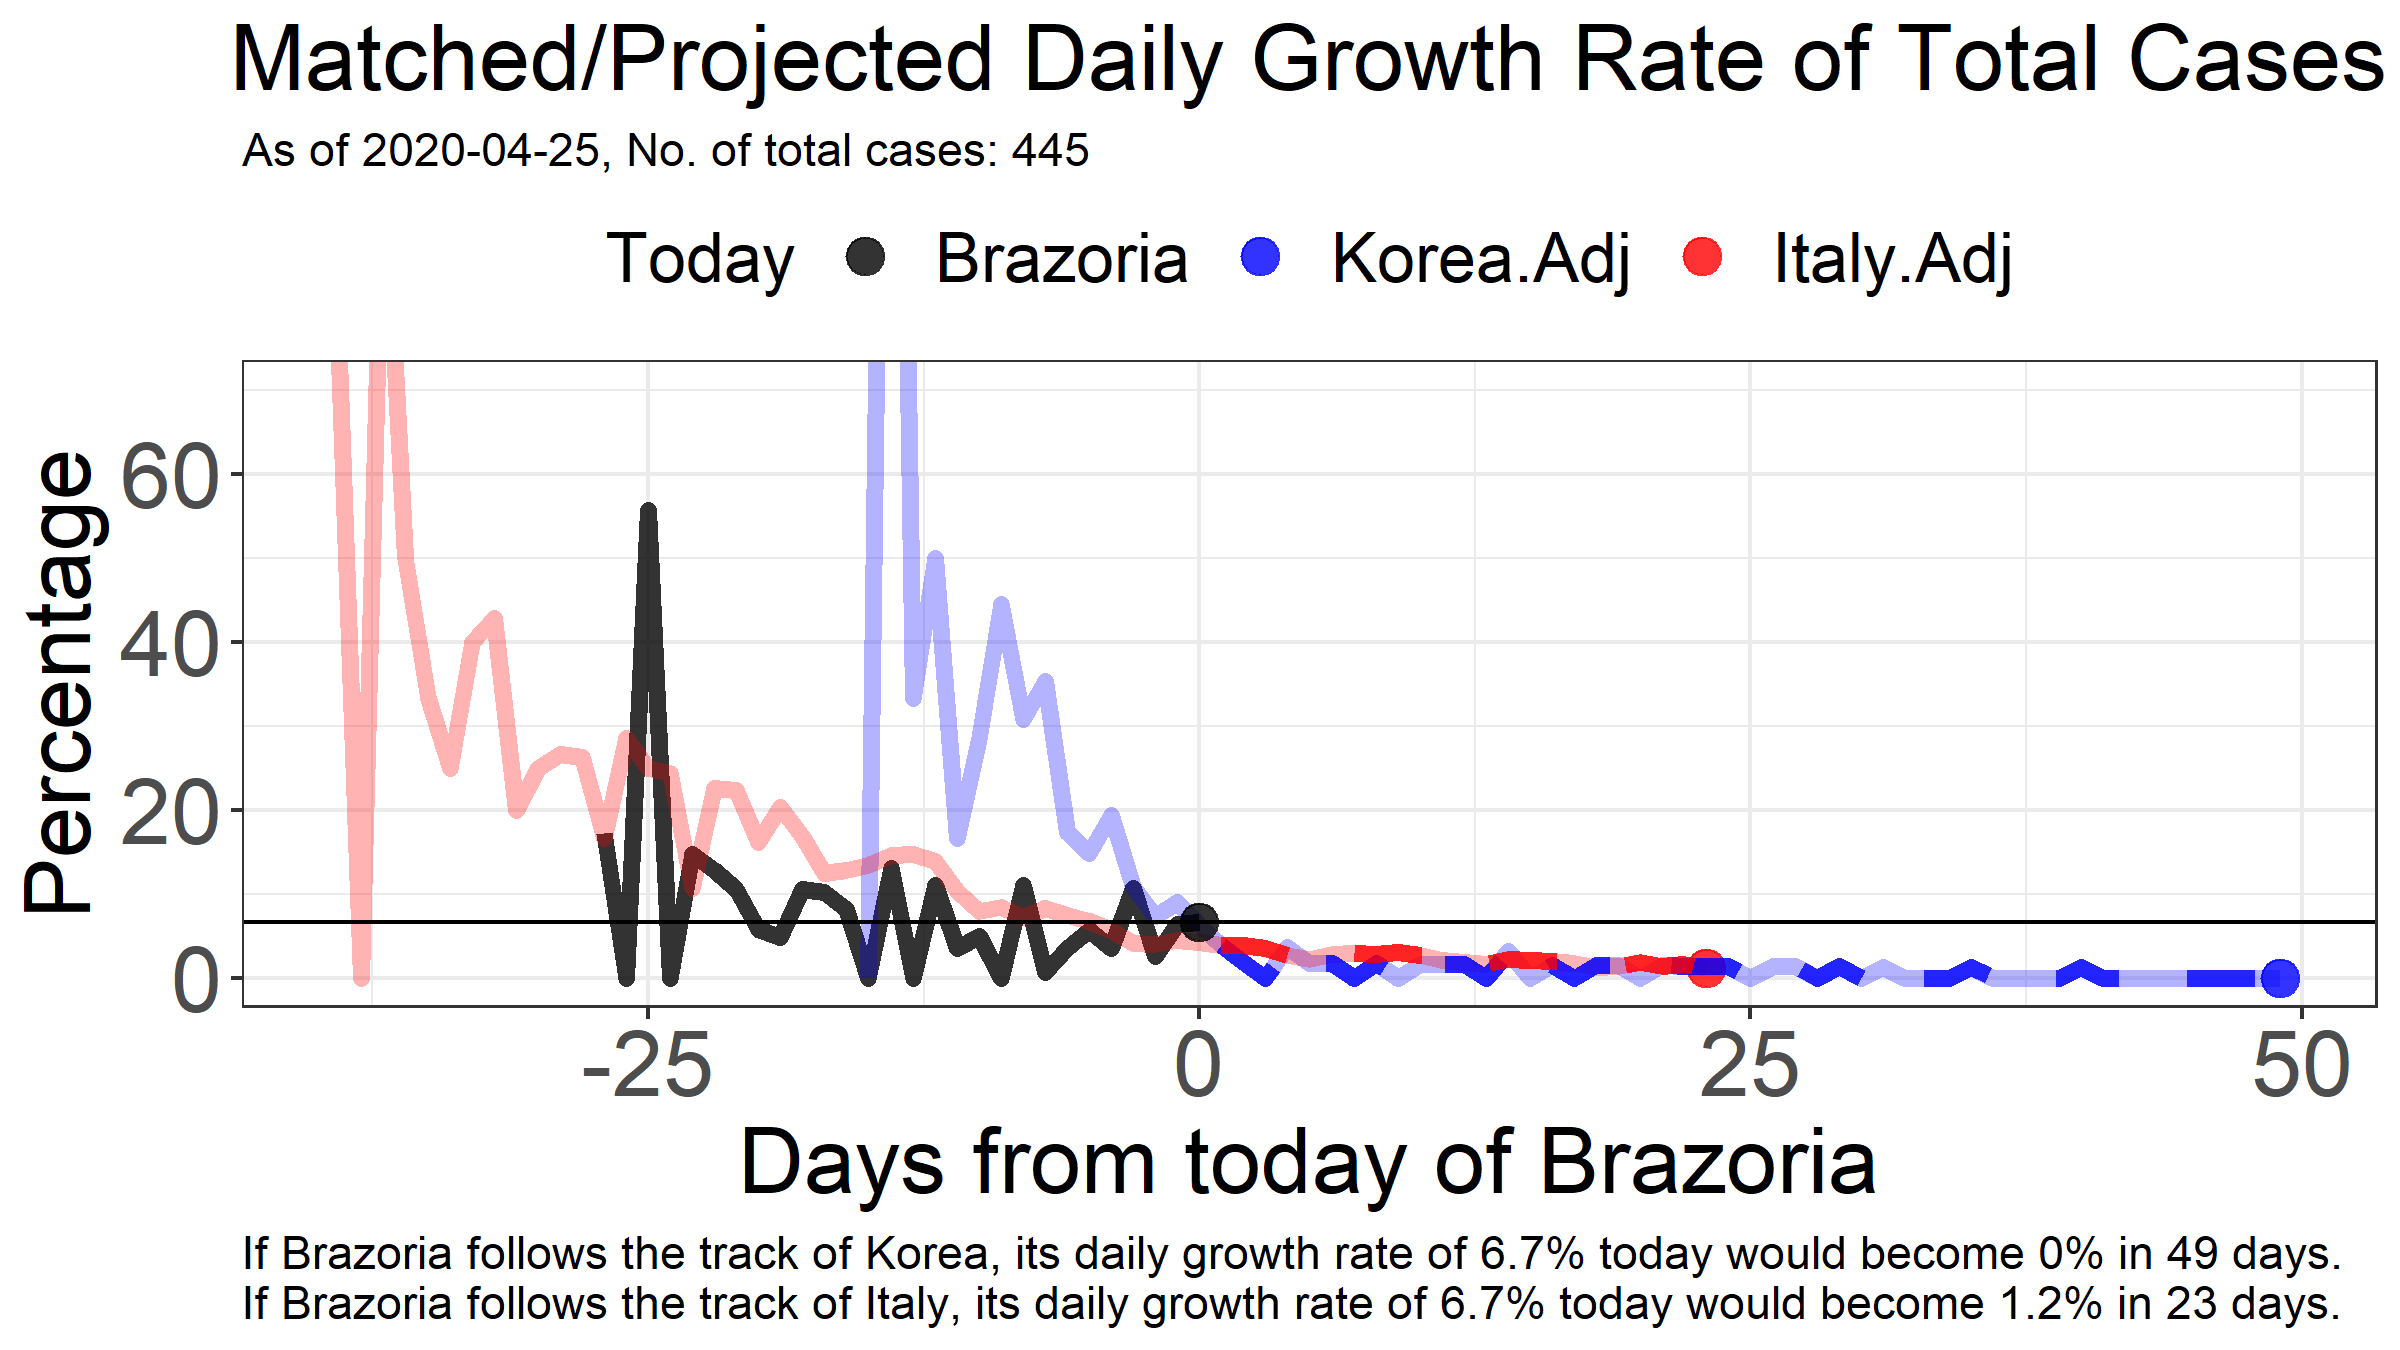 Matched/Projected Daily Growth Rate of Total Cases
As of 2020-04-25, No. of total cases: 445
Today Brazoria Korea.Adj Italy.Adj
Percentage
60
40
20
0
-25 0 25 50
Days from today of Brazoria
If Brazoria follows the track of Korea, its daily growth rate of 6.7% today would become 0% in 49 days.
If Brazoria follows the track of Italy, its daily growth rate of 6.7% today would become 1.2% in 23 days.